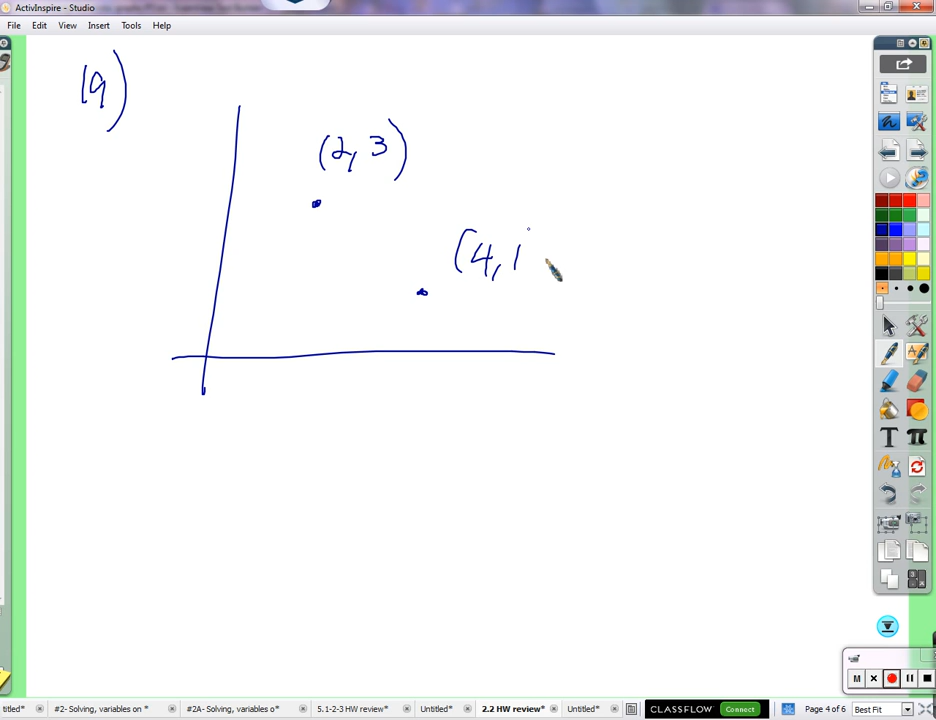 ActivInspire - Studio
File Edit View Insert Tools Help
19)
(2, 3)
(4, 1
titled*
#2- Solving, variables on *
#2A- Solving, variables o*
5.1-2-3 HW review*
Untitled*
2.2 HW review*
Untitled*
CLASSFLOW Connect
Page 4 of 6
Best Fit
M